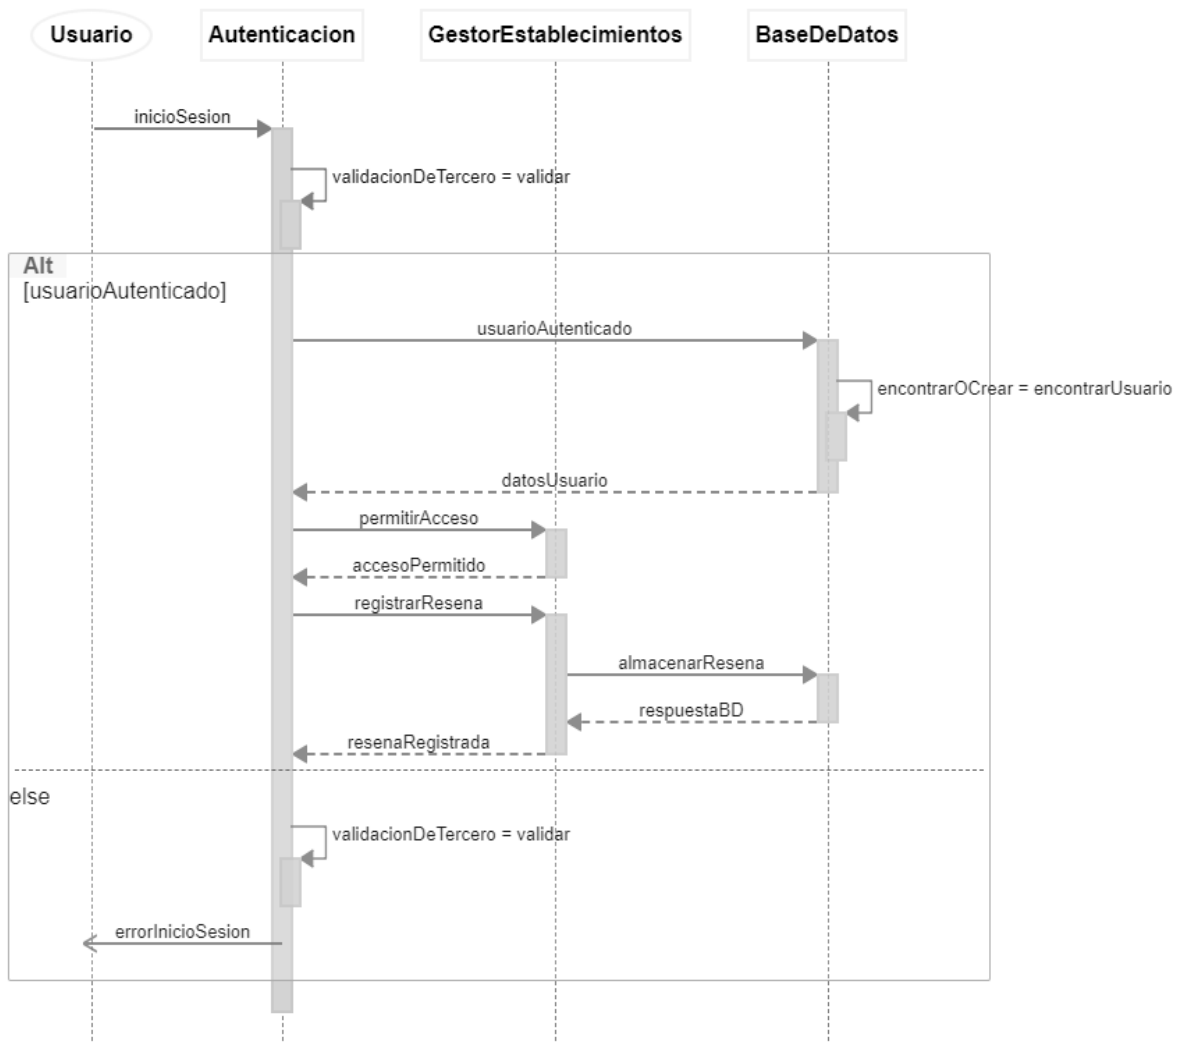 Usuario
Autenticacion
GestorEstablecimientos
BaseDeDatos
inicioSesion
validacionDeTercero = validar
Alt
[usuarioAutenticado]
usuarioAutenticado
encontrarOCrear = encontrarUsuario
datosUsuario
permitirAcceso
accesoPermitido
registrarResena
almacenarResena
respuestaBD
resenaRegistrada
else
validacionDeTercero = validar
errorInicioSesion